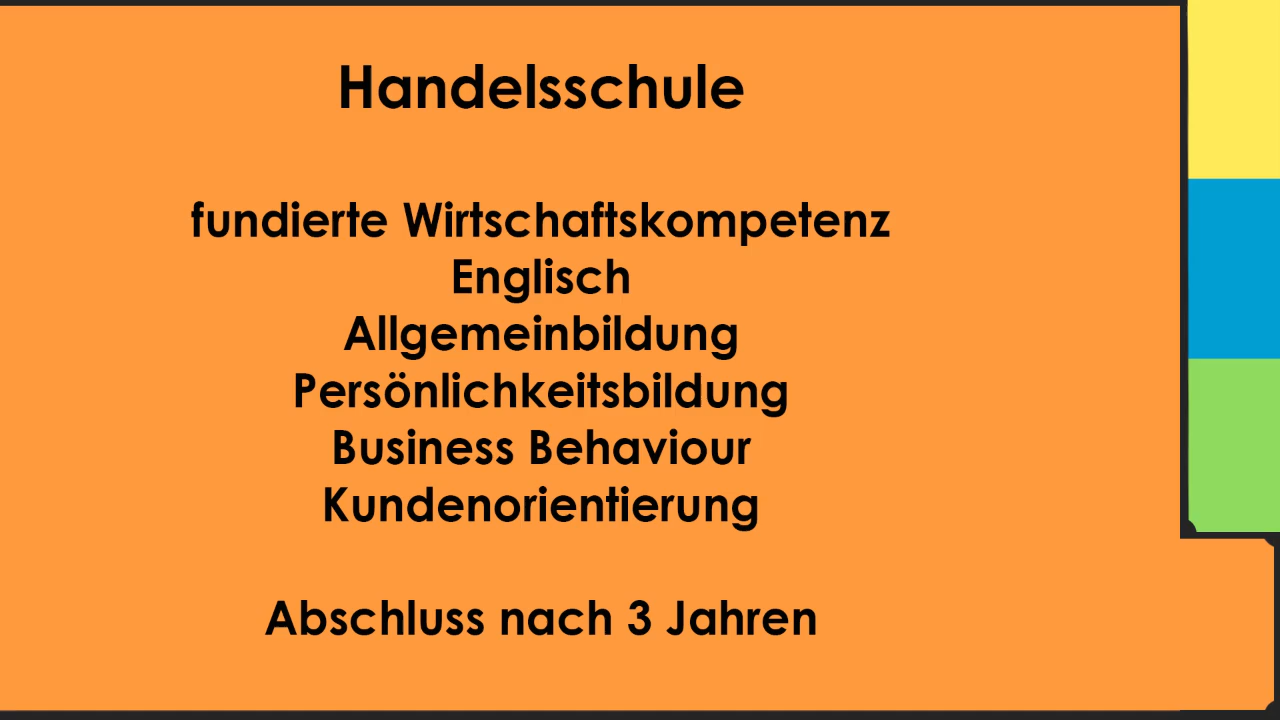 Handelsschule
fundierte Wirtschaftskompetenz
Englisch
Allgemeinbildung
Persönlichkeitsbildung
Business Behaviour
Kundenorientierung
Abschluss nach 3 Jahren